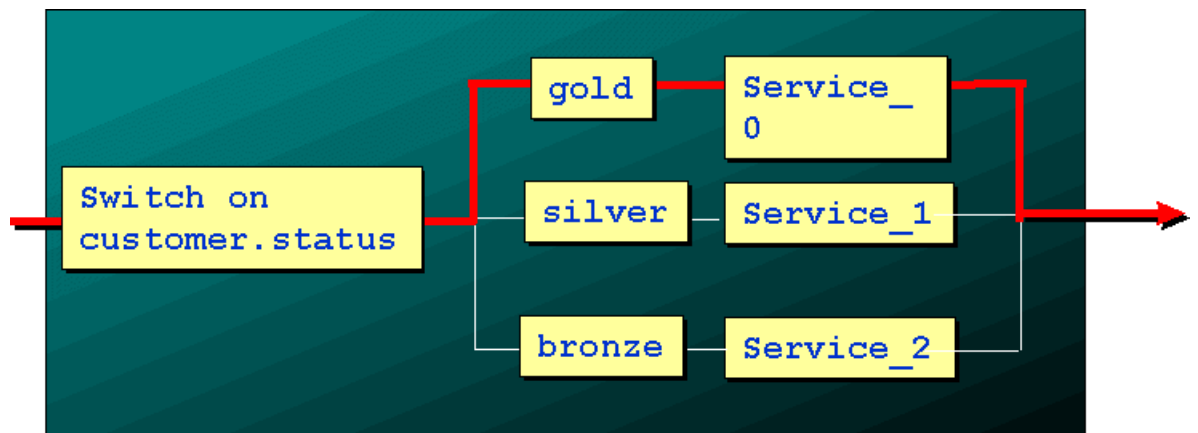 Switch on
customer.status
gold
Service_
0
silver
Service_1
bronze
Service_2